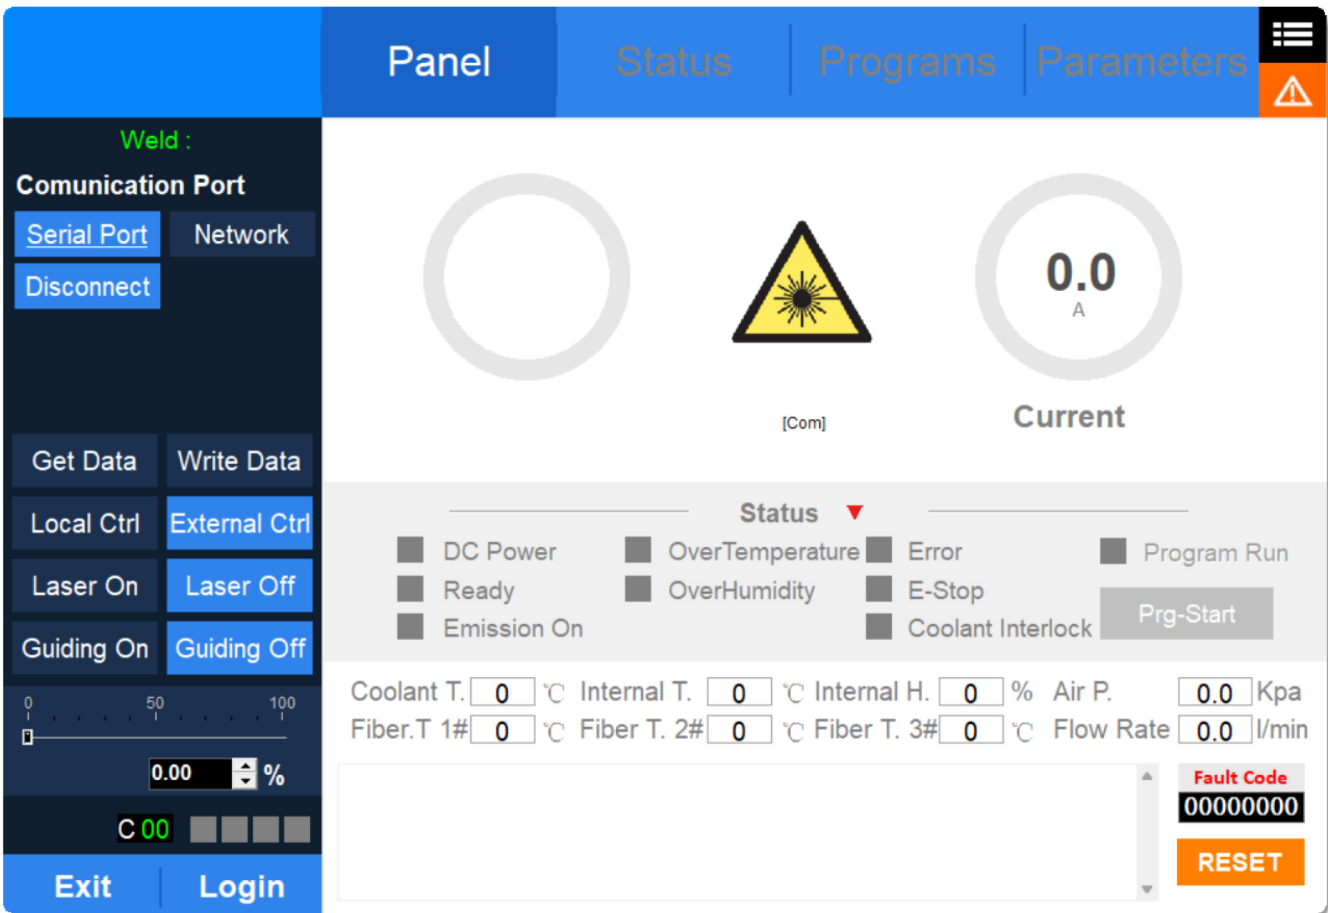 Panel Status Programs Parameters
Weld :
Comunication Port
Serial Port Network
Disconnect
Get Data Write Data
Local Ctrl External Ctrl
Laser On Laser Off
Guiding On Guiding Off
0 50 100
0.00 %
C 00
Exit Login
0.0
A
[Com]
Current
Status
DC Power OverTemperature Error Program Run
Ready OverHumidity E-Stop
Emission On Coolant Interlock Prg-Start
Coolant T. 0 ℃ Internal T. 0 ℃ Internal H. 0 % Air P. 0.0 Kpa
Fiber.T 1# 0 ℃ Fiber T. 2# 0 ℃ Fiber T. 3# 0 ℃ Flow Rate 0.0 l/min
Fault Code
00000000
RESET